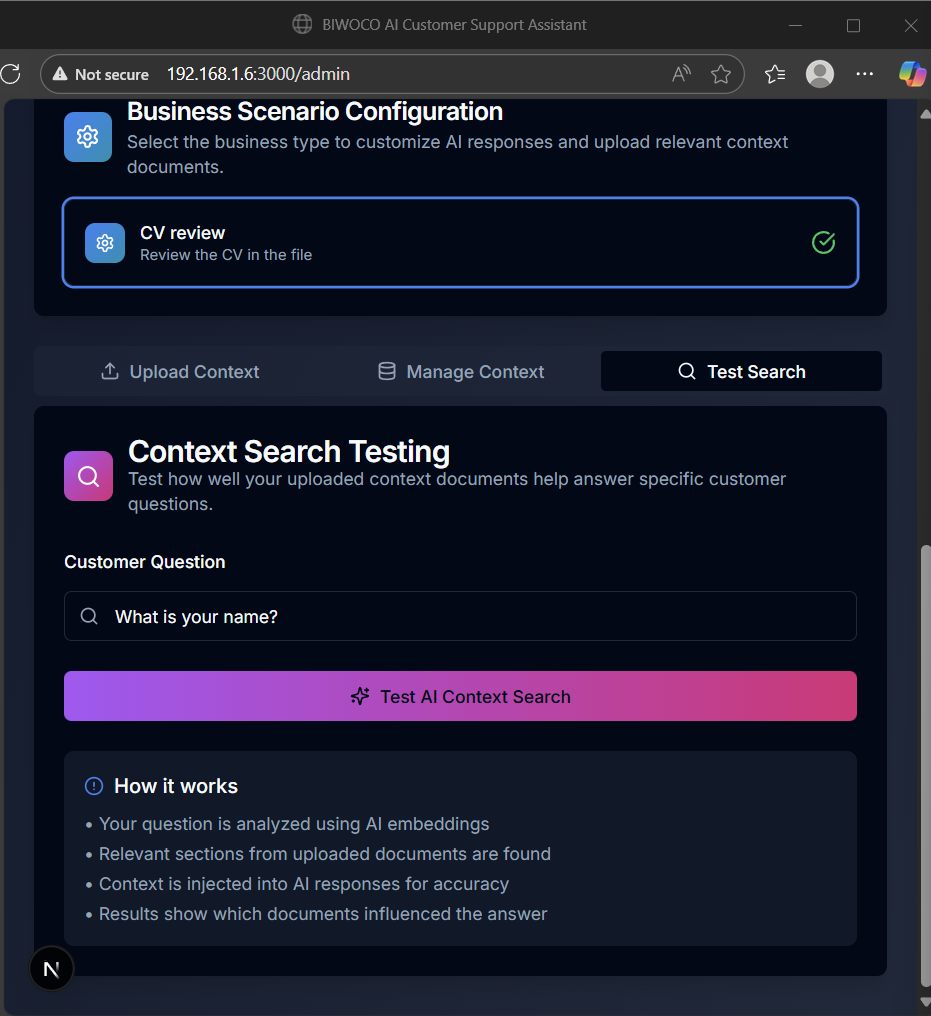 BIWOCO AI Customer Support Assistant
Not secure 192.168.1.6:3000/admin
Business Scenario Configuration
Select the business type to customize AI responses and upload relevant context
documents.
CV review
Review the CV in the file
Upload Context Manage Context Test Search
Context Search Testing
Test how well your uploaded context documents help answer specific customer
questions.
Customer Question
What is your name?
Test AI Context Search
How it works
• Your question is analyzed using AI embeddings
• Relevant sections from uploaded documents are found
• Context is injected into AI responses for accuracy
• Results show which documents influenced the answer
N